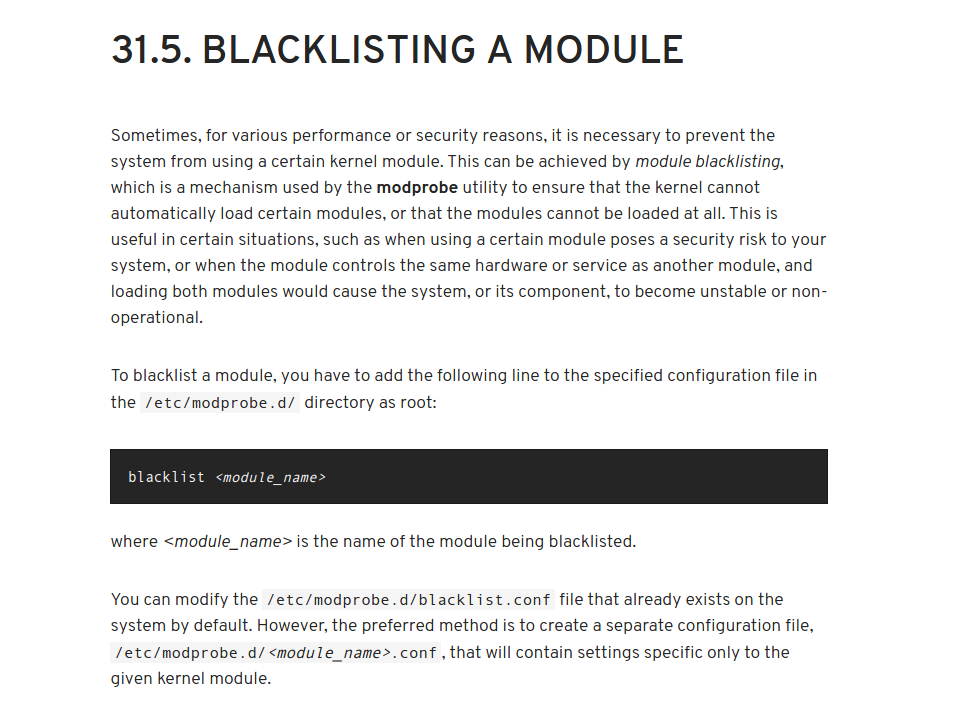 31.5. BLACKLISTING A MODULE
Sometimes, for various performance or security reasons, it is necessary to prevent the
system from using a certain kernel module. This can be achieved by module blacklisting,
which is a mechanism used by the modprobe utility to ensure that the kernel cannot
automatically load certain modules, or that the modules cannot be loaded at all. This is
useful in certain situations, such as when using a certain module poses a security risk to your
system, or when the module controls the same hardware or service as another module, and
loading both modules would cause the system, or its component, to become unstable or non-
operational.
To blacklist a module, you have to add the following line to the specified configuration file in
the /etc/modprobe.d/ directory as root:
blacklist <module_name>
where <module_name> is the name of the module being blacklisted.
You can modify the /etc/modprobe.d/blacklist.conf file that already exists on the
system by default. However, the preferred method is to create a separate configuration file,
/etc/modprobe.d/<module_name>.conf, that will contain settings specific only to the
given kernel module.